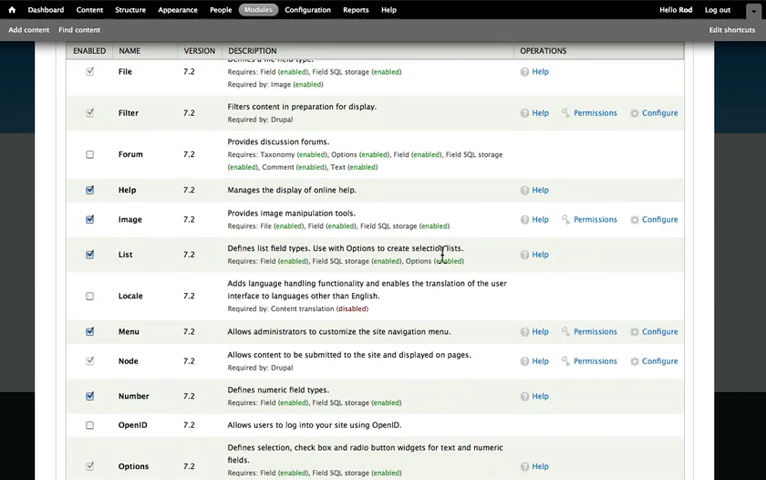 Dashboard Content Structure Appearance People Modules Configuration Reports Help Hello Rod Log out
Add content Find content Edit shortcuts
ENABLED NAME VERSION DESCRIPTION OPERATIONS
Defines a file field type.
File 7.2 Requires: Field (enabled), Field SQL storage (enabled) Help
Required by: Image (enabled)
Filters content in preparation for display.
Filter 7.2 Help Permissions Configure
Required by: Drupal
Provides discussion forums.
Forum 7.2 Requires: Taxonomy (enabled), Options (enabled), Field (enabled), Field SQL storage
(enabled), Comment (enabled), Text (enabled)
Help 7.2 Manages the display of online help. Help
Provides image manipulation tools.
Image 7.2 Help Permissions Configure
Requires: File (enabled), Field (enabled), Field SQL storage (enabled)
Defines list field types. Use with Options to create selection lists.
List 7.2 Help
Requires: Field (enabled), Field SQL storage (enabled), Options (enabled)
Adds language handling functionality and enables the translation of the user
Locale 7.2 interface to languages other than English.
Required by: Content translation (disabled)
Menu 7.2 Allows administrators to customize the site navigation menu. Help Permissions Configure
Allows content to be submitted to the site and displayed on pages.
Node 7.2 Help Permissions Configure
Required by: Drupal
Defines numeric field types.
Number 7.2 Help
Requires: Field (enabled), Field SQL storage (enabled)
OpenID 7.2 Allows users to log into your site using OpenID.
Defines selection, check box and radio button widgets for text and numeric
fields.
Options 7.2 Help
Requires: Field (enabled), Field SQL storage (enabled)